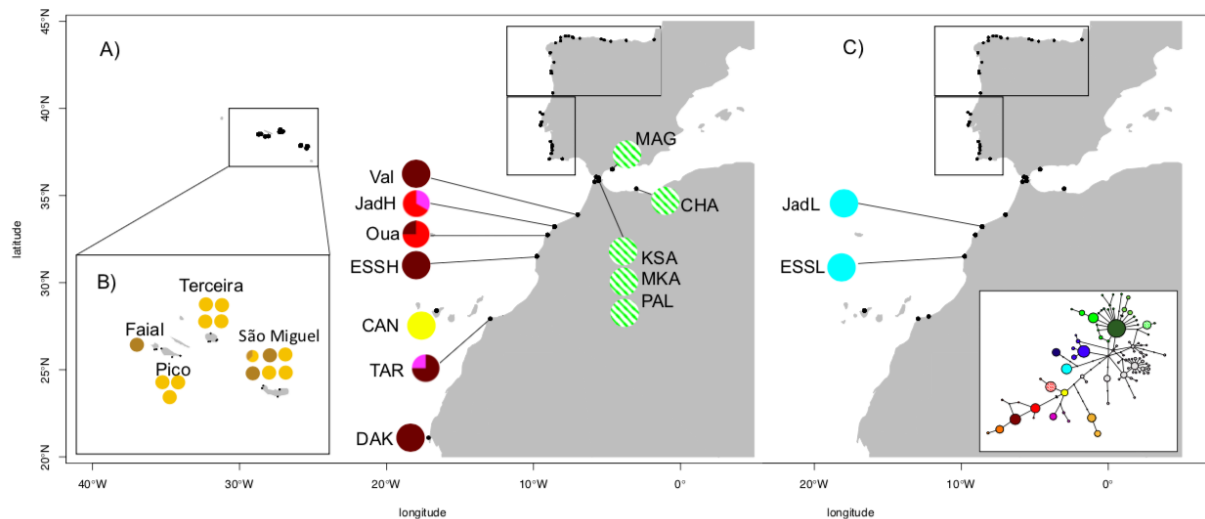 A)
C)
B)
MAG
CHA
Val
JadH
Oua
ESSH
KSA
MKA
PAL
CAN
TAR
DAK
Terceira
Faial
São Miguel
Pico
JadL
ESSL
latitude
45°N
40°N
35°N
30°N
25°N
20°N
40°W
30°W
20°W
10°W
0°
20°W
10°W
0°
longitude
longitude